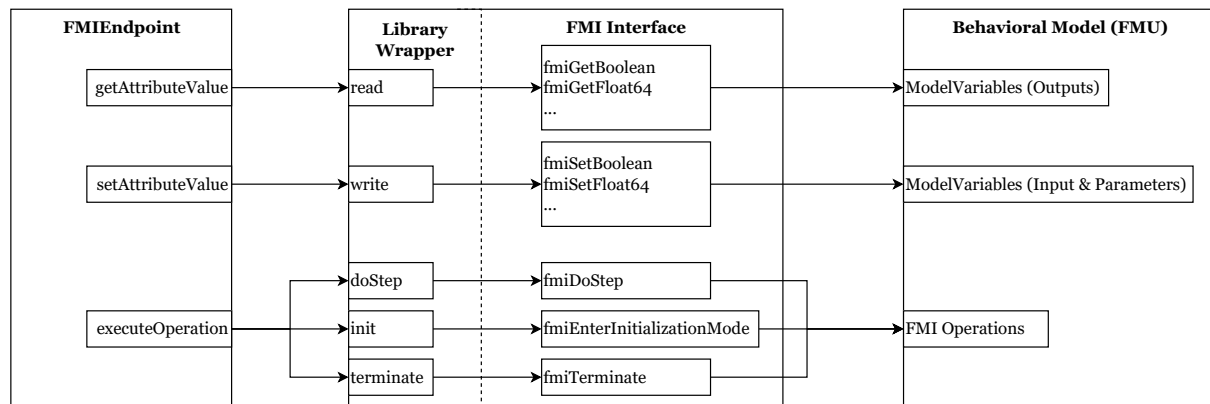 FMIEndpoint
Library
Wrapper
FMI Interface
Behavioral Model (FMU)
getAttributeValue
read
fmiGetBoolean
fmiGetFloat64
...
ModelVariables (Outputs)
setAttributeValue
write
fmiSetBoolean
fmiSetFloat64
...
ModelVariables (Input & Parameters)
doStep
fmiDoStep
executeOperation
init
fmiEnterInitializationMode
FMI Operations
terminate
fmiTerminate